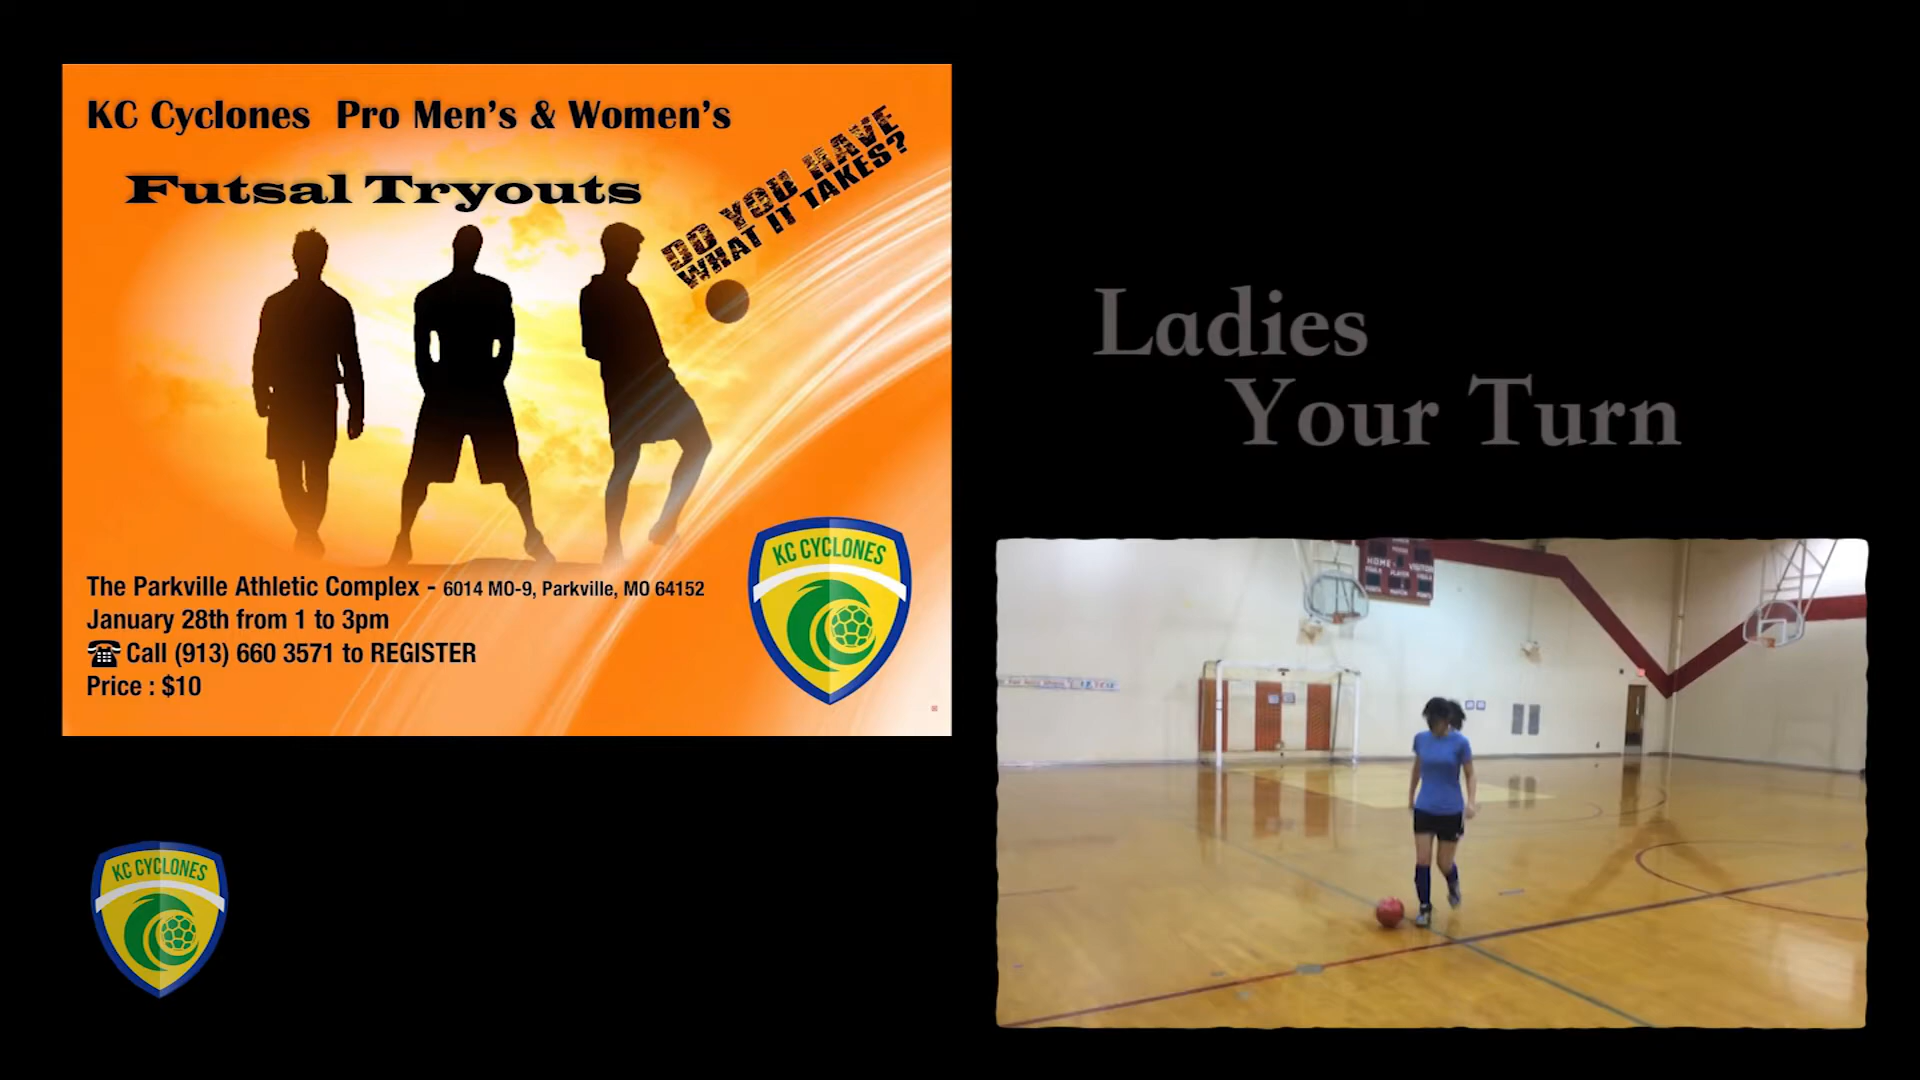 KC Cyclones Pro Men's & Women's
Futsal Tryouts
DO YOU HAVE
WHAT IT TAKES?
The Parkville Athletic Complex - 6014 MO-9, Parkville, MO 64152
January 28th from 1 to 3pm
Call (913) 660 3571 to REGISTER
Price : $10
KC CYCLONES
Ladies
Your Turn
HOME
VISITOR
KC CYCLONES